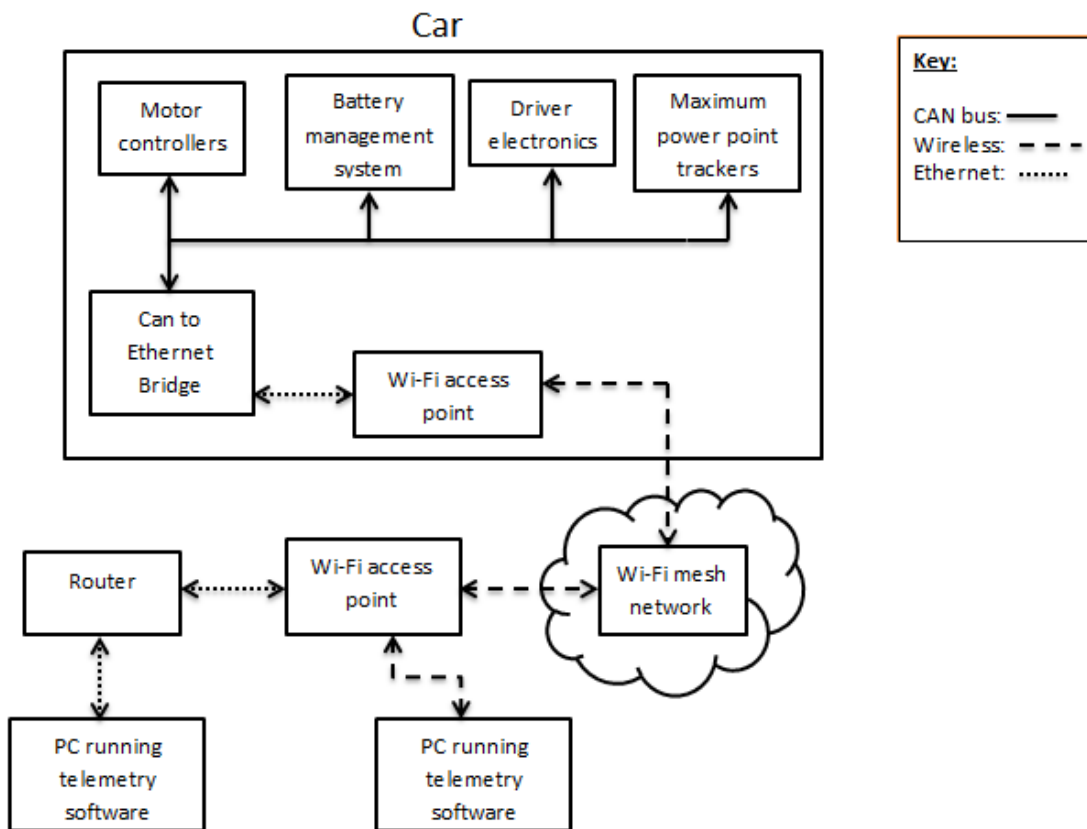 Car
Motor
controllers
Battery
management
system
Driver
electronics
Maximum
power point
trackers
Key:
CAN bus:
Wireless:
Ethernet:
Can to
Ethernet
Bridge
Wi-Fi access
point
Router
Wi-Fi access
point
Wi-Fi mesh
network
PC running
telemetry
software
PC running
telemetry
software